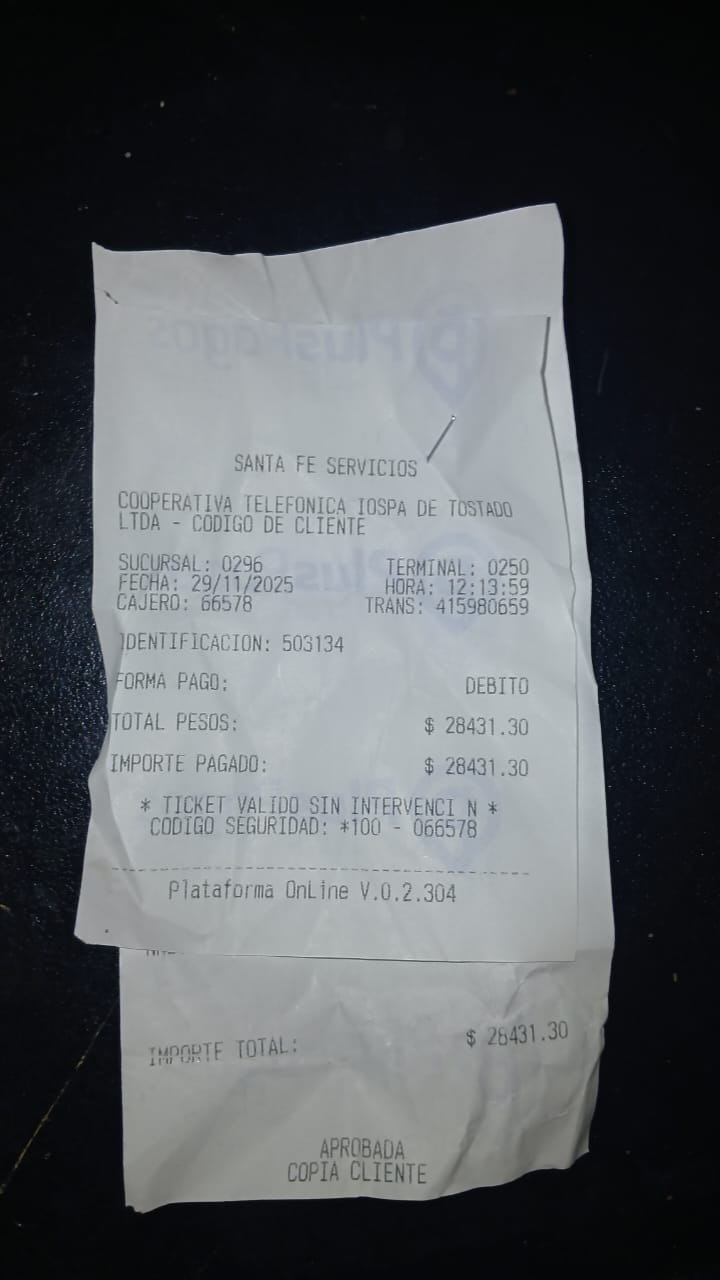 SANTA FE SERVICIOS
COOPERATIVA TELEFONICA IOSPA DE TOSTADO
LTDA - CODIGO DE CLIENTE
SUCURSAL: 0296 TERMINAL: 0250
FECHA: 29/11/2025 HORA: 12:13:59
CAJERO: 66578 TRANS: 415980659
IDENTIFICACION: 503134
FORMA PAGO: DEBITO
TOTAL PESOS: $ 28431.30
IMPORTE PAGADO: $ 28431.30
* TICKET VALIDO SIN INTERVENCI N *
CODIGO SEGURIDAD: *100 - 066578
Plataforma OnLine V.0.2.304
IMPORTE TOTAL: $ 28431.30
APROBADA
COPIA CLIENTE